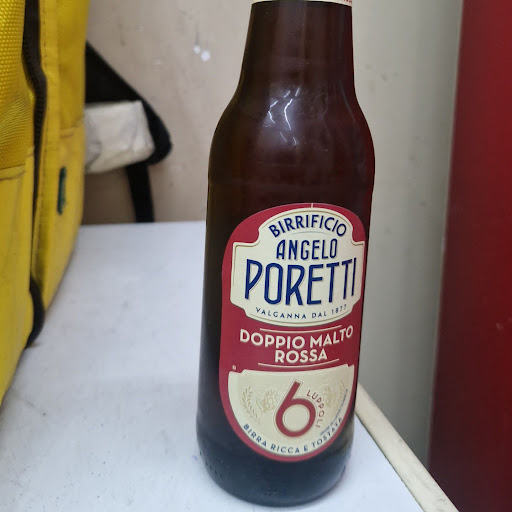 BIRRIFICIO
ANGELO
PORETTI
VALGANNA DAL 1877
DOPPIO MALTO
ROSSA
6 LUPPOLI
BIRRA RICCA E TOSTATA